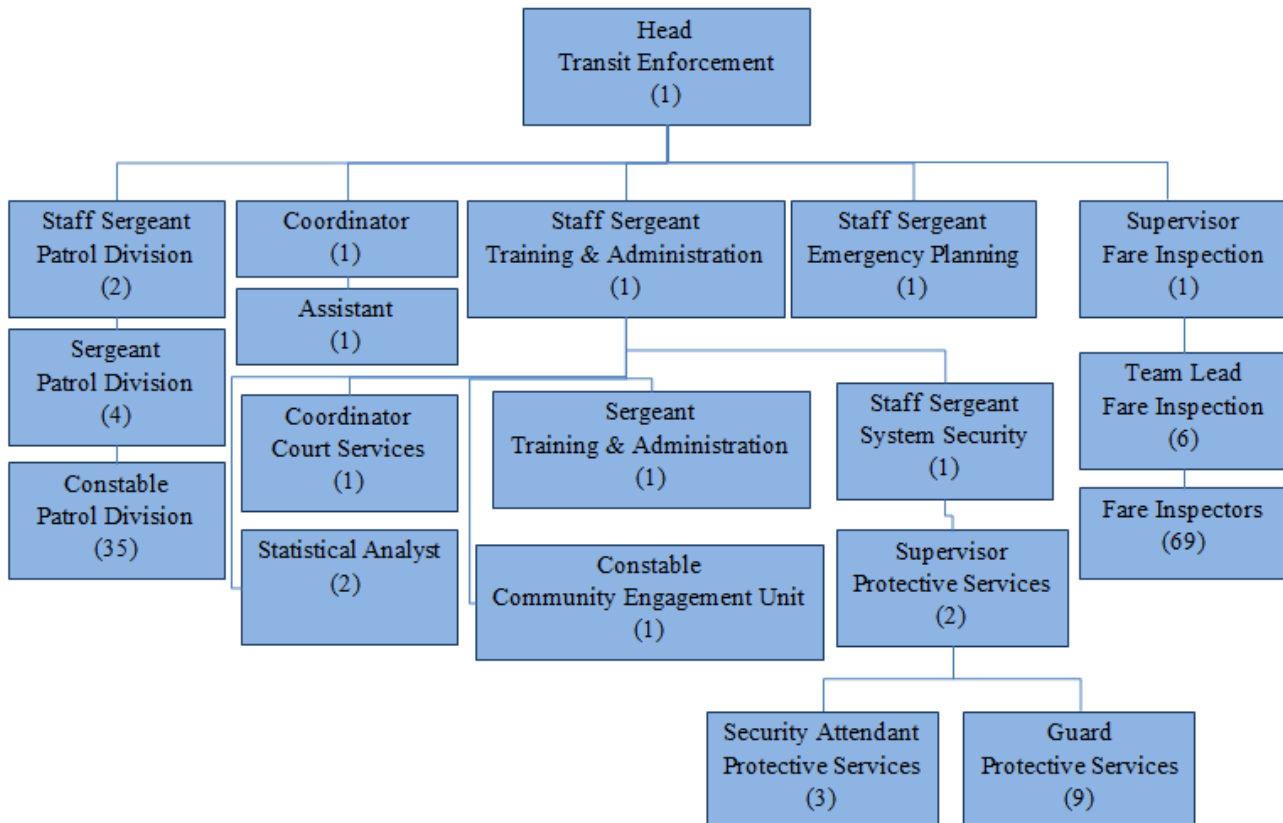 Head
Transit Enforcement
(1)
Staff Sergeant
Patrol Division
(2)
Coordinator
(1)
Staff Sergeant
Training & Administration
(1)
Staff Sergeant
Emergency Planning
(1)
Supervisor
Fare Inspection
(1)
Assistant
(1)
Sergeant
Patrol Division
(4)
Team Lead
Fare Inspection
(6)
Coordinator
Court Services
(1)
Sergeant
Training & Administration
(1)
Staff Sergeant
System Security
(1)
Constable
Patrol Division
(35)
Fare Inspectors
(69)
Statistical Analyst
(2)
Constable
Community Engagement Unit
(1)
Supervisor
Protective Services
(2)
Security Attendant
Protective Services
(3)
Guard
Protective Services
(9)